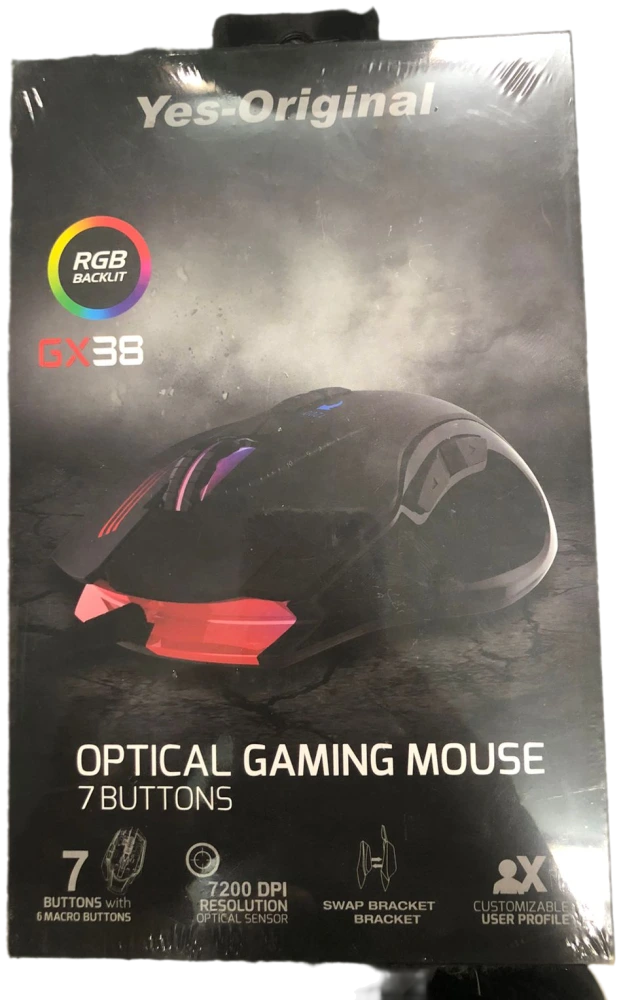 Yes-Original
RGB
BACKLIT
GX38
OPTICAL GAMING MOUSE
7 BUTTONS
7
BUTTONS with
6 MACRO BUTTONS
7200 DPI
RESOLUTION
OPTICAL SENSOR
SWAP BRACKET
BRACKET
X
CUSTOMIZABLE
USER PROFILE